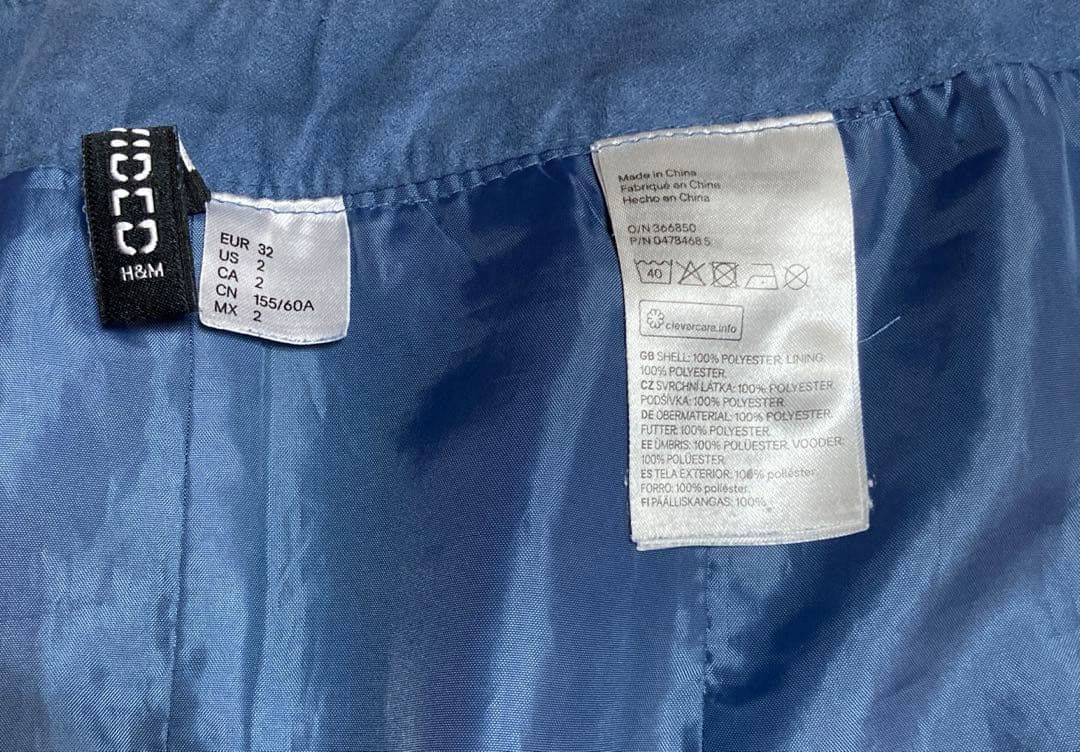 H&M
EUR 32
US 2
CA 2
CN 155/60A
MX 2
Made in China
Fabriqué en Chine
Hecho en China
O/N 366850
P/N 0478468 5
40
clevercare.info
GB SHELL: 100% POLYESTER. LINING:
100% POLYESTER.
CZ SVRCHNÍ LÁTKA: 100% POLYESTER.
PODŠÍVKA: 100% POLYESTER.
DE OBERMATERIAL: 100% POLYESTER.
FUTTER: 100% POLYESTER.
EE ÜMBRIS: 100% POLÜESTER. VOODER:
100% POLÜESTER.
ES TELA EXTERIOR: 100% poliéster.
FORRO: 100% poliéster.
FI PÄÄLLISKANGAS: 100%